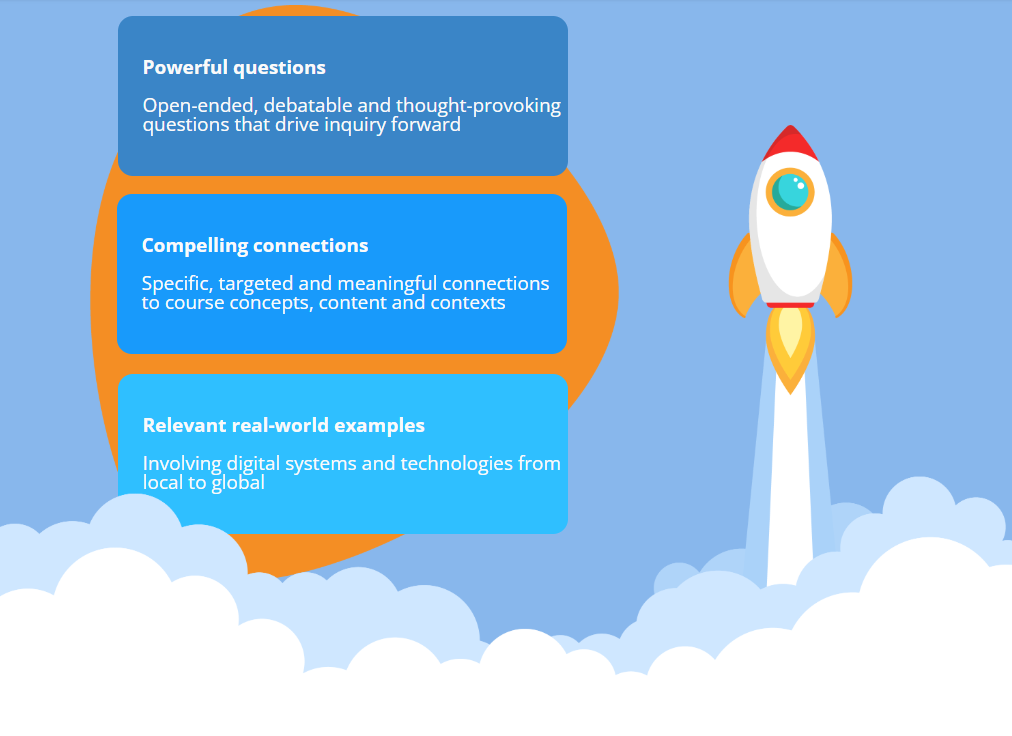 Powerful questions
Open-ended, debatable and thought-provoking
questions that drive inquiry forward
Compelling connections
Specific, targeted and meaningful connections
to course concepts, content and contexts
Relevant real-world examples
Involving digital systems and technologies from
local to global